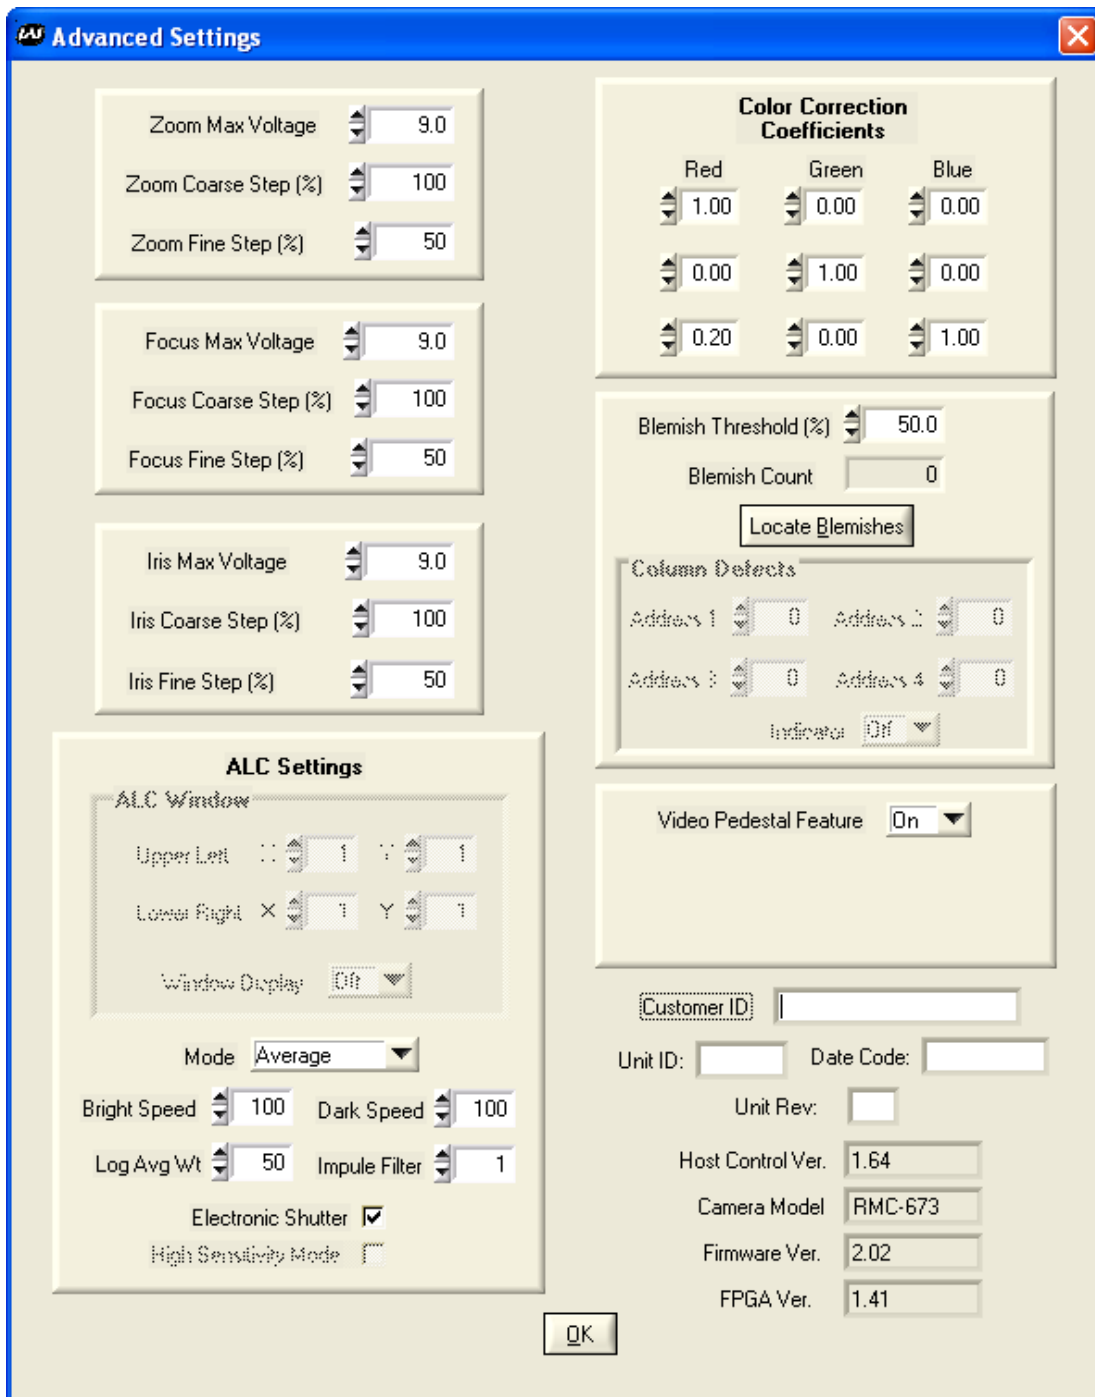 Advanced Settings
Zoom Max Voltage 9.0
Zoom Coarse Step (%) 100
Zoom Fine Step (%) 50
Focus Max Voltage 9.0
Focus Coarse Step (%) 100
Focus Fine Step (%) 50
Iris Max Voltage 9.0
Iris Coarse Step (%) 100
Iris Fine Step (%) 50
ALC Settings
ALC Window
Upper Left 1 1
Lower Right X 1 Y 1
Window Display Off
Mode Average
Bright Speed 100 Dark Speed 100
Log Avg Wt 50 Impule Filter 1
Electronic Shutter
High Sensitivity Mode
Color Correction
Coefficients
Red Green Blue
1.00 0.00 0.00
0.00 1.00 0.00
0.20 0.00 1.00
Blemish Threshold (%) 50.0
Blemish Count 0
Locate Blemishes
Column Defects
Address 1 0 Address 2 0
Address 3 0 Address 4 0
Indicator Off
Video Pedestal Feature On
Customer ID
Unit ID: Date Code:
Unit Rev:
Host Control Ver. 1.64
Camera Model RMC-673
Firmware Ver. 2.02
FPGA Ver. 1.41
OK